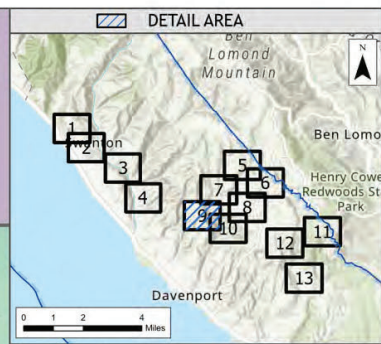 DETAIL AREA
Ben
Lomond
Mountain
N
1
Swanton
2
3
4
5
6
7
8
9
10
Ben Lomo
Henry Cowe
Redwoods St
Park
11
12
13
Davenport
0 1 2 4
Miles